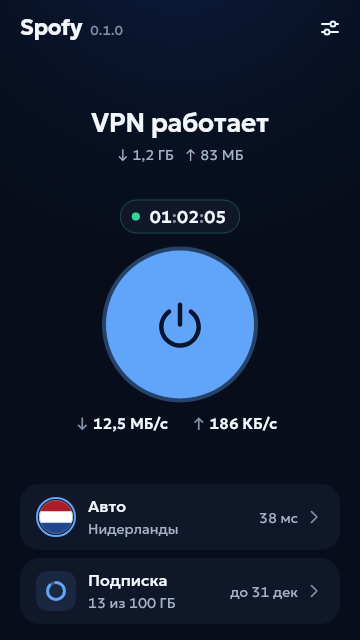 Spofy 0.1.0
VPN работает
↓ 1,2 ГБ ↑ 83 МБ
01:02:05
↓ 12,5 МБ/с ↑ 186 КБ/с
Авто
Нидерланды
38 мс
Подписка
13 из 100 ГБ
до 31 дек